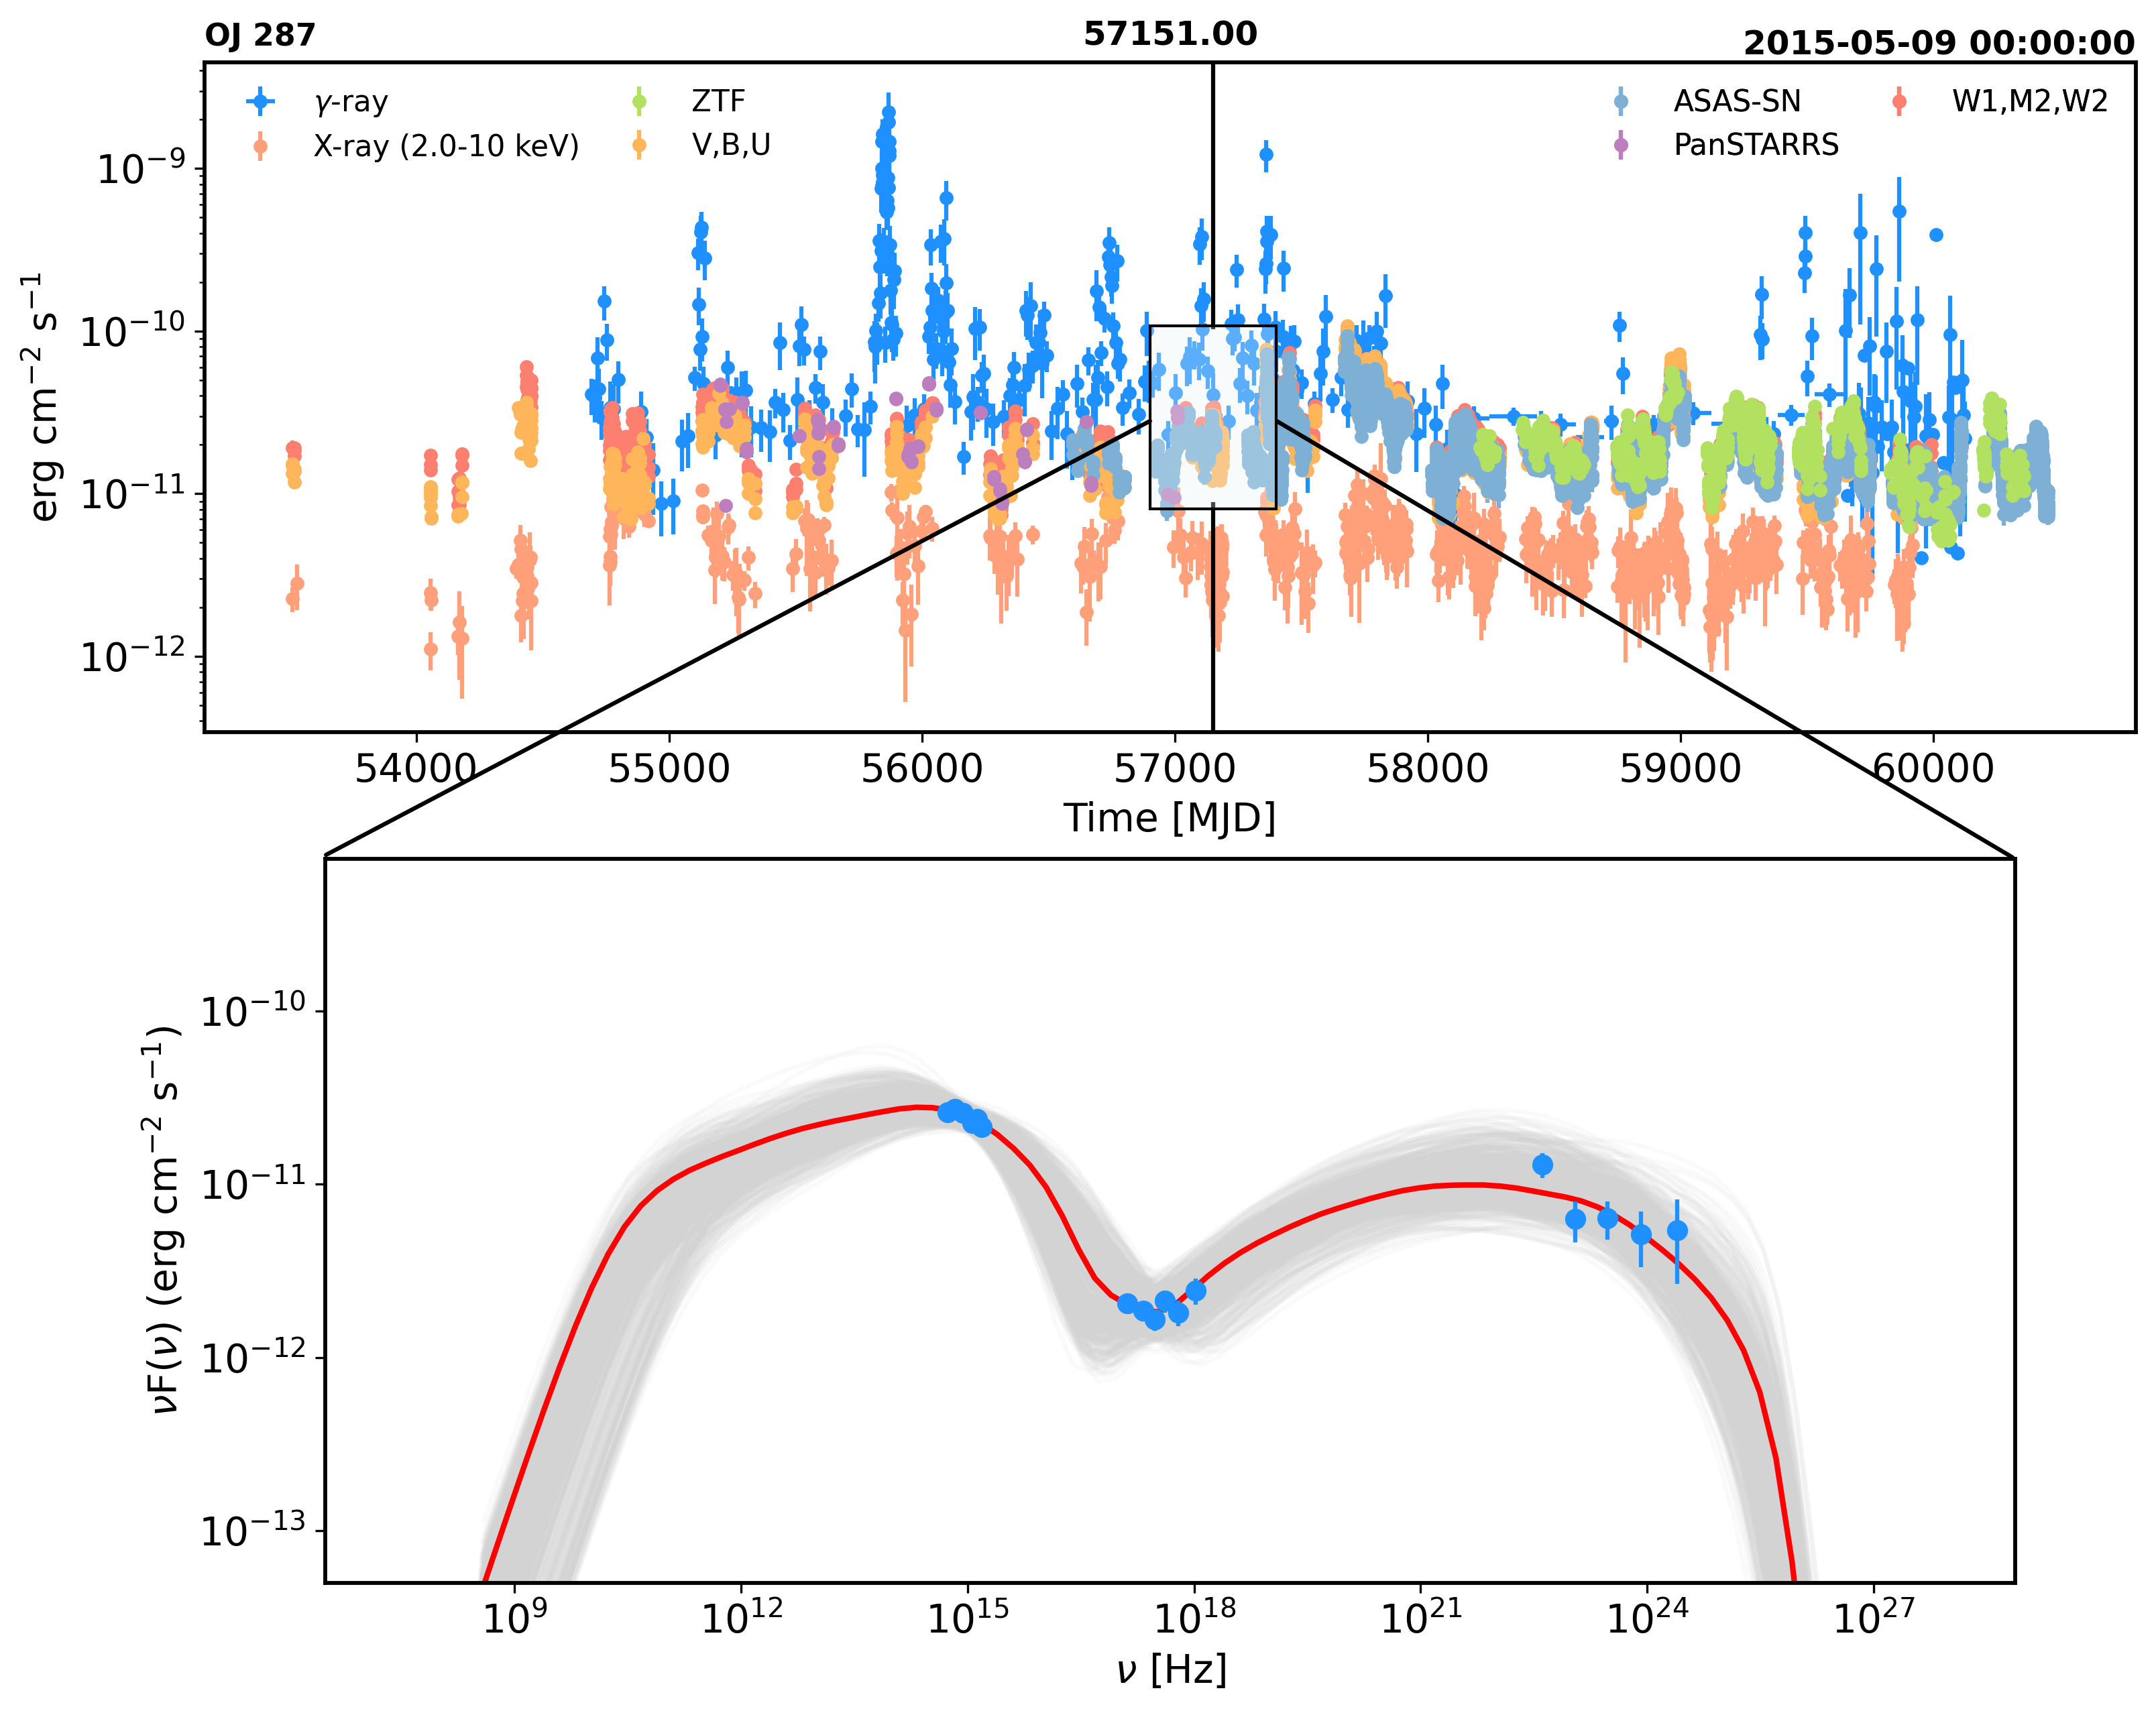 OJ 287 57151.00 2015-05-09 00:00:00
γ-ray ZTF ASAS-SN W1,M2,W2
X-ray (2.0-10 keV) V,B,U PanSTARRS
10⁻⁹
10⁻¹⁰
10⁻¹¹
10⁻¹²
erg cm⁻² s⁻¹
54000 55000 56000 57000 58000 59000 60000
Time [MJD]
10⁻¹⁰
10⁻¹¹
10⁻¹²
10⁻¹³
νF(ν) (erg cm⁻² s⁻¹)
10⁹ 10¹² 10¹⁵ 10¹⁸ 10²¹ 10²⁴ 10²⁷
ν [Hz]